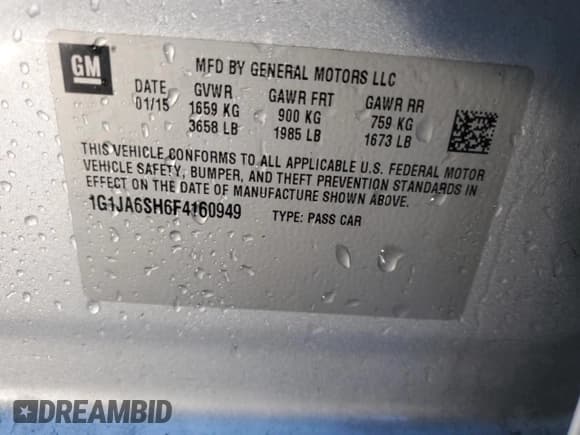 GM
MFD BY GENERAL MOTORS LLC
DATE GVWR GAWR FRT GAWR RR
01/15 1659 KG 900 KG 759 KG
3658 LB 1985 LB 1673 LB
THIS VEHICLE CONFORMS TO ALL APPLICABLE U.S. FEDERAL MOTOR
VEHICLE SAFETY, BUMPER, AND THEFT PREVENTION STANDARDS IN
EFFECT ON THE DATE OF MANUFACTURE SHOWN ABOVE.
1G1JA6SH6F4160949 TYPE: PASS CAR
DREAMBID